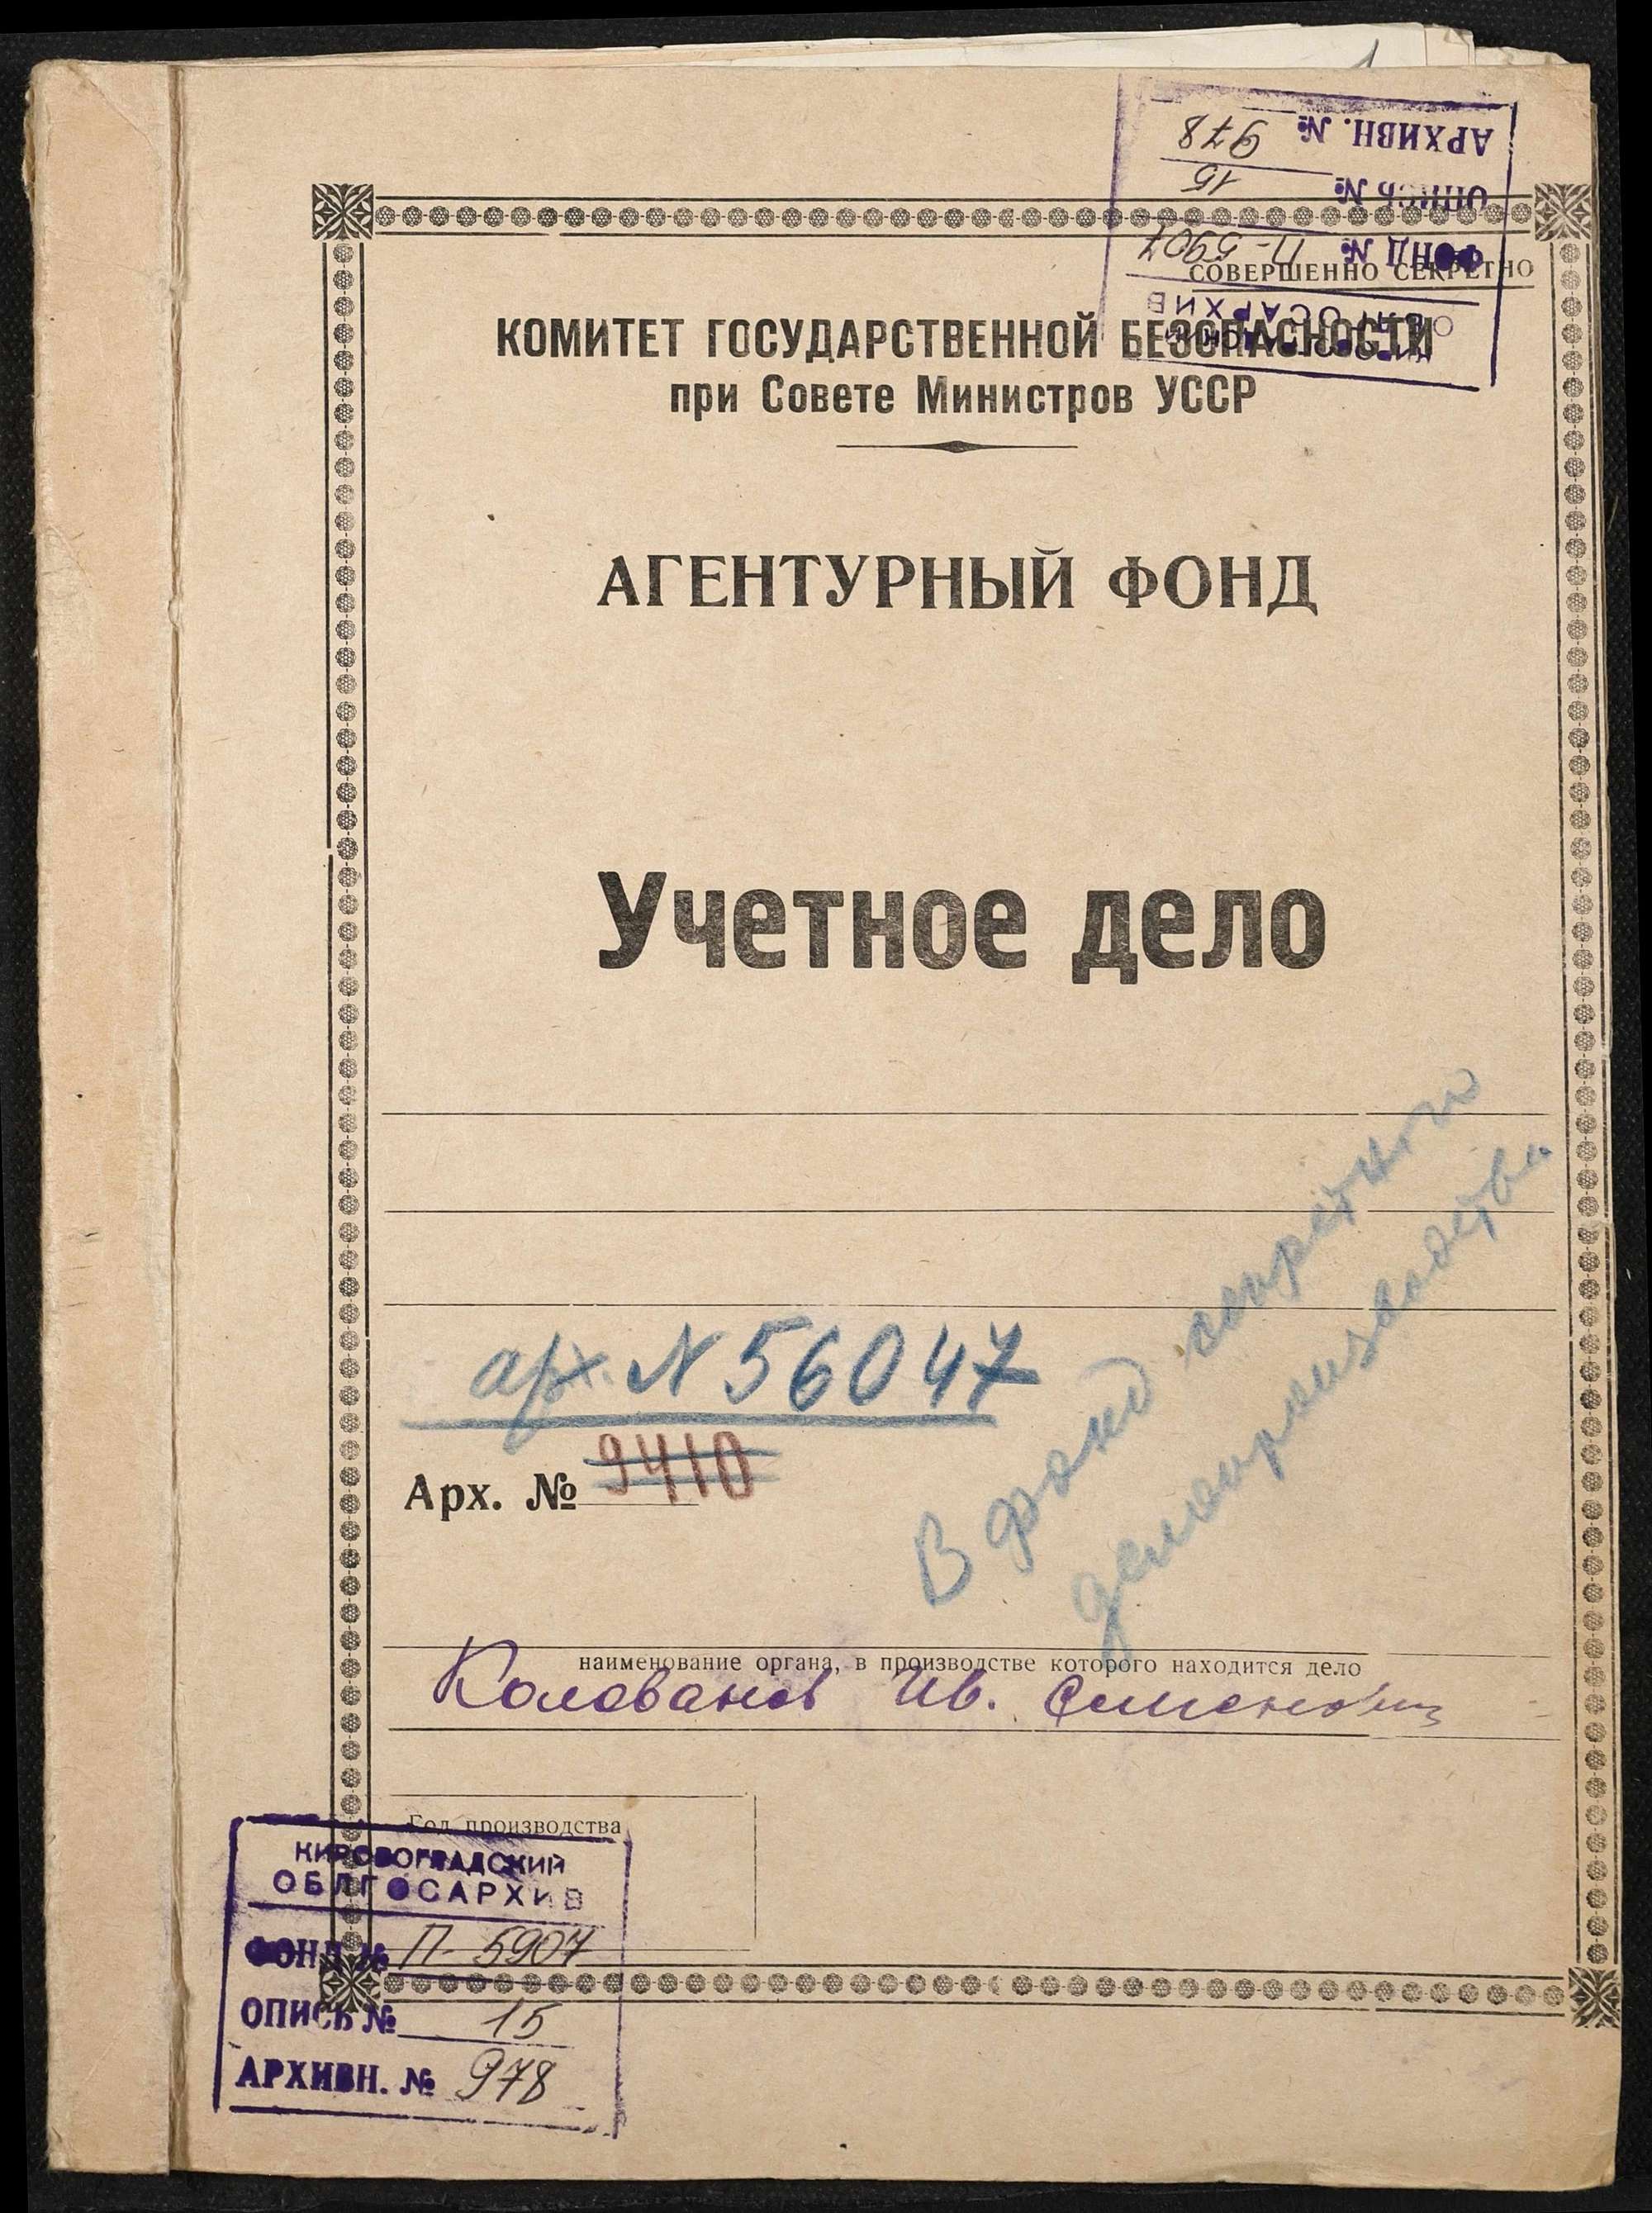 АРХИВН. № 978
ОПИСЬ № 15
ФОНД № П-5907
СОВЕРШЕННО СЕКРЕТНО
КИРОВОГРАДСКИЙ
ОБЛГОСАРХИВ
КОМИТЕТ ГОСУДАРСТВЕННОЙ БЕЗОПАСНОСТИ
при Совете Министров УССР
АГЕНТУРНЫЙ ФОНД
Учетное дело
арх. N 56047
Арх. № 9410
В фонд секретного
делопроизводства
наименование органа, в производстве которого находится дело
Колованов Ив. Семенович
Год производства
КИРОВОГРАДСКИЙ
ОБЛГОСАРХИВ
ФОНД № П-5907
ОПИСЬ № 15
АРХИВН. № 978